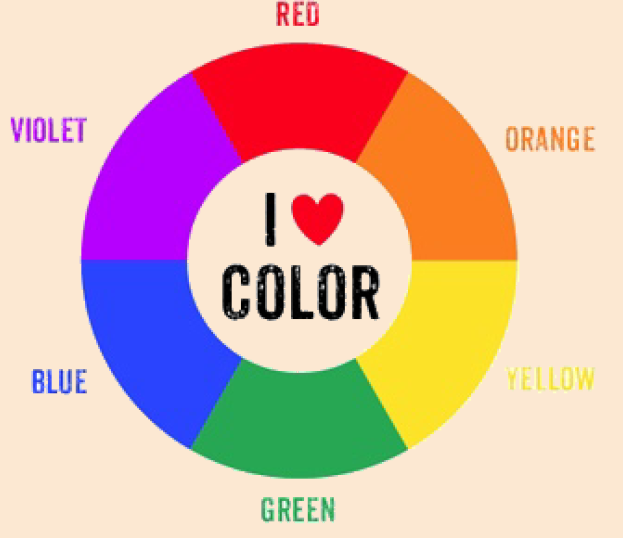 RED
VIOLET
ORANGE
I ❤
COLOR
BLUE
YELLOW
GREEN